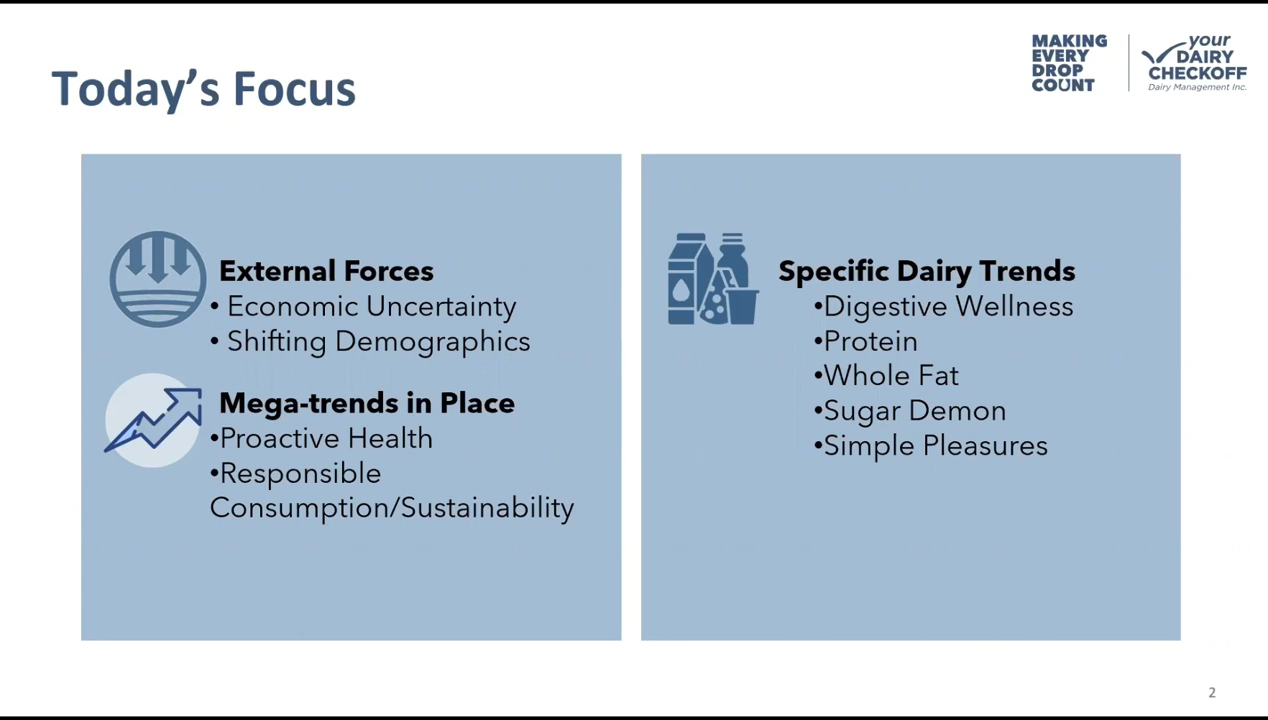 Today's Focus
MAKING
EVERY
DROP
COUNT
your
DAIRY
CHECKOFF
Dairy Management Inc.
External Forces
• Economic Uncertainty
• Shifting Demographics
Mega-trends in Place
•Proactive Health
•Responsible
Consumption/Sustainability
Specific Dairy Trends
•Digestive Wellness
•Protein
•Whole Fat
•Sugar Demon
•Simple Pleasures
2